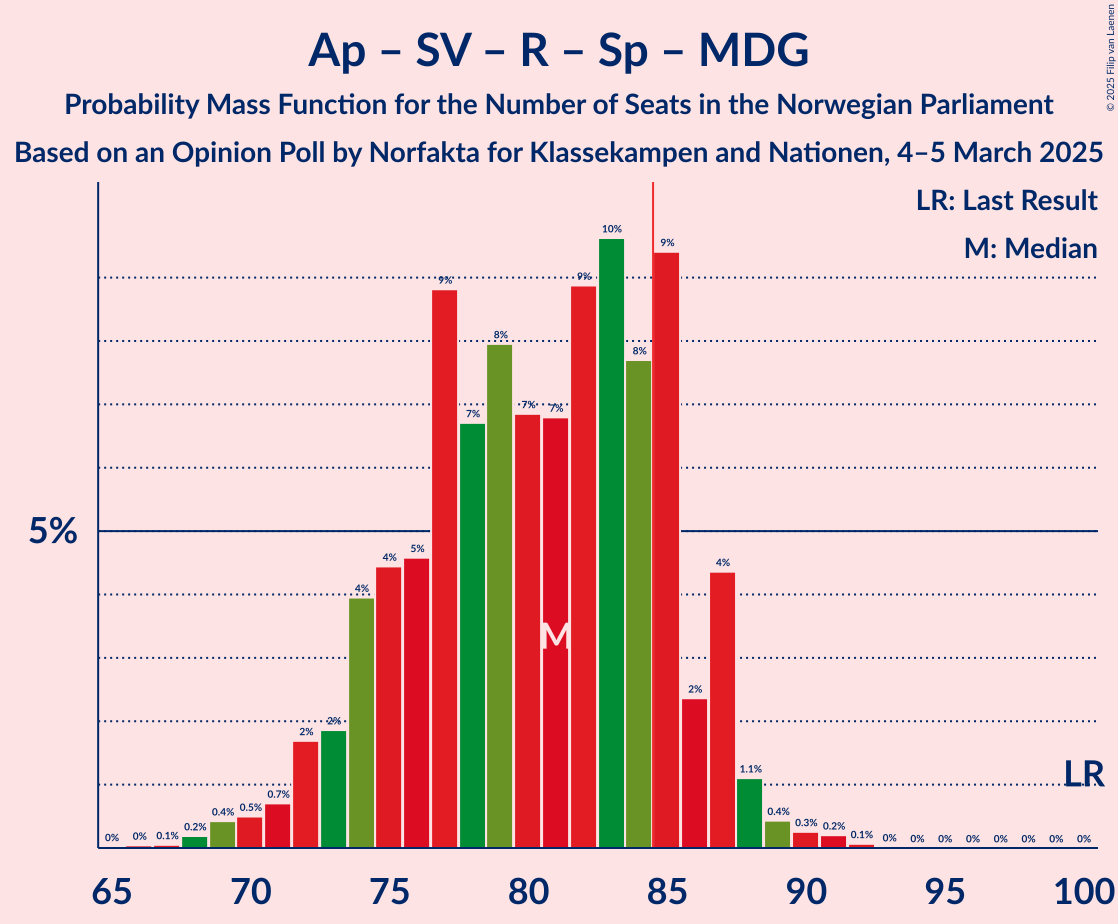 Ap – SV – R – Sp – MDG
Probability Mass Function for the Number of Seats in the Norwegian Parliament
Based on an Opinion Poll by Norfakta for Klassekampen and Nationen, 4–5 March 2025
© 2025 Filip van Laenen
LR: Last Result
M: Median
5%
0% 0% 0.1% 0.2% 0.4% 0.5% 0.7% 2% 2% 4% 4% 5% 9% 7% 8% 7% 7% 9% 10% 8% 9% 2% 4% 1.1% 0.4% 0.3% 0.2% 0.1% 0% 0% 0% 0% 0% 0% 0% 0%
M
LR
65 70 75 80 85 90 95 100